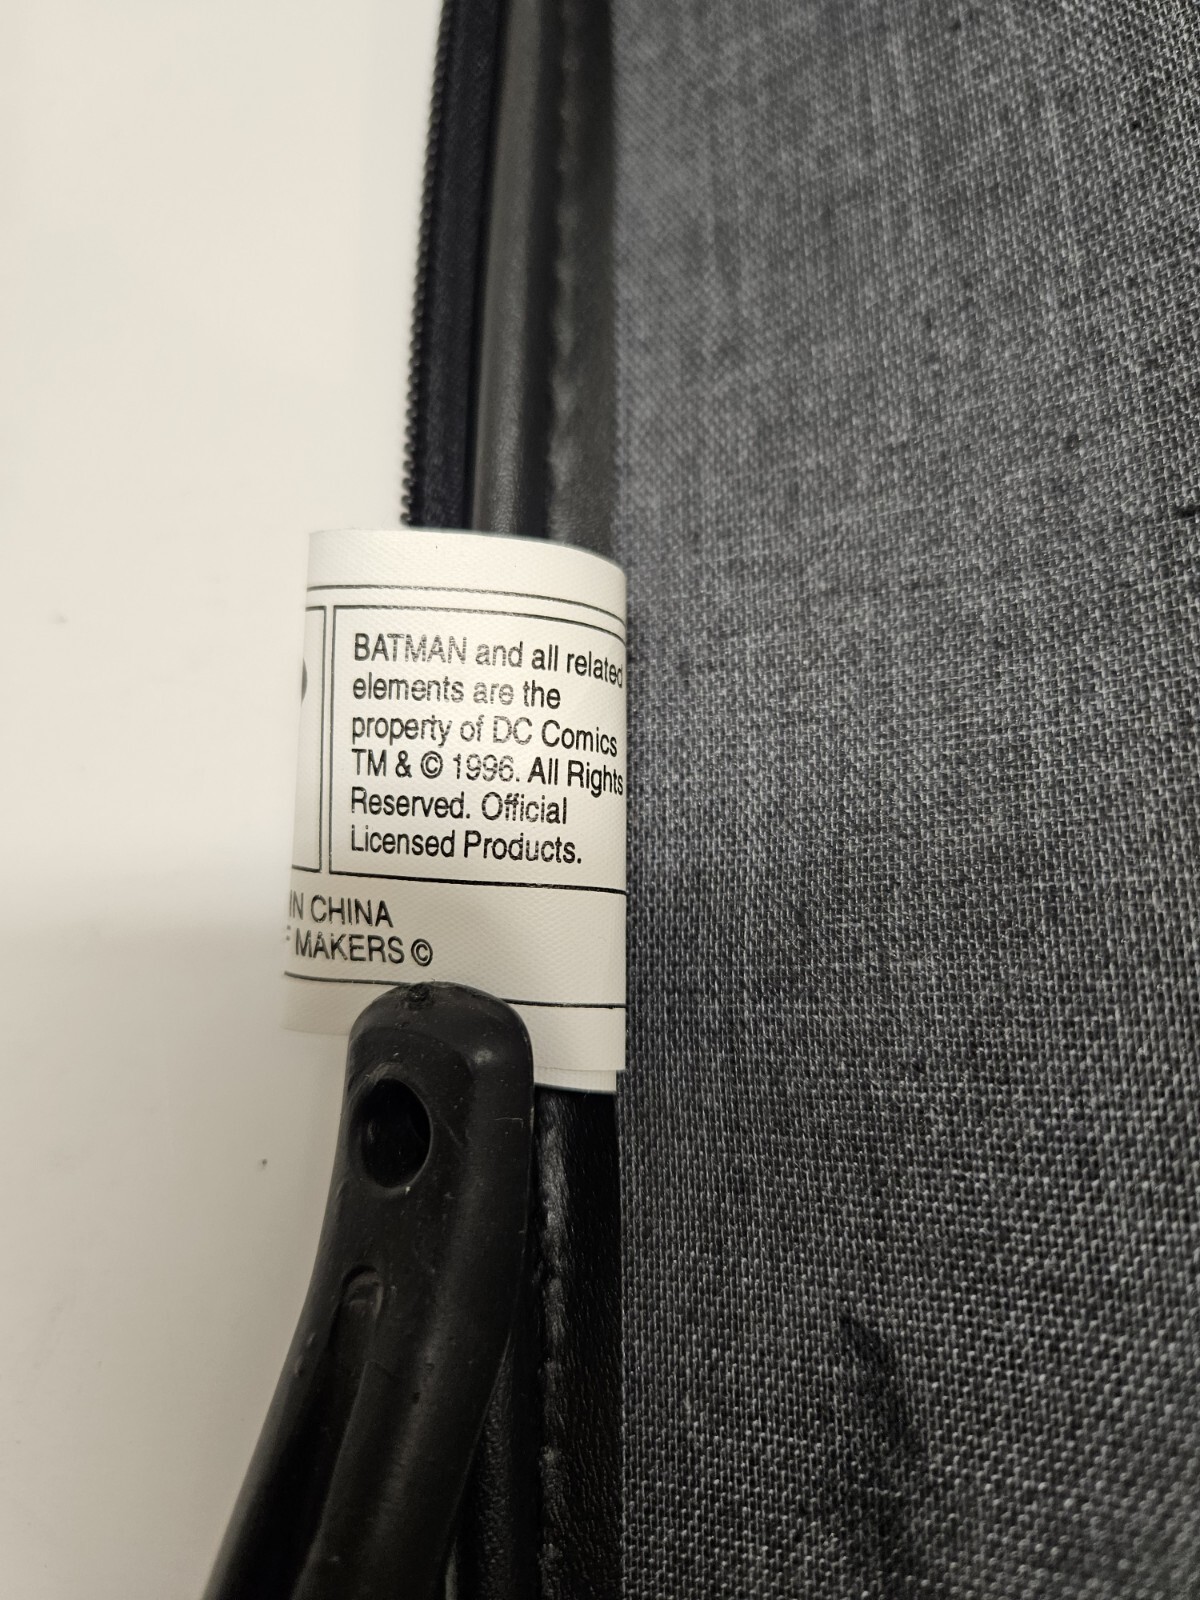 BATMAN and all related
elements are the
property of DC Comics
TM & © 1996. All Rights
Reserved. Official
Licensed Products.
IN CHINA
MAKERS ©